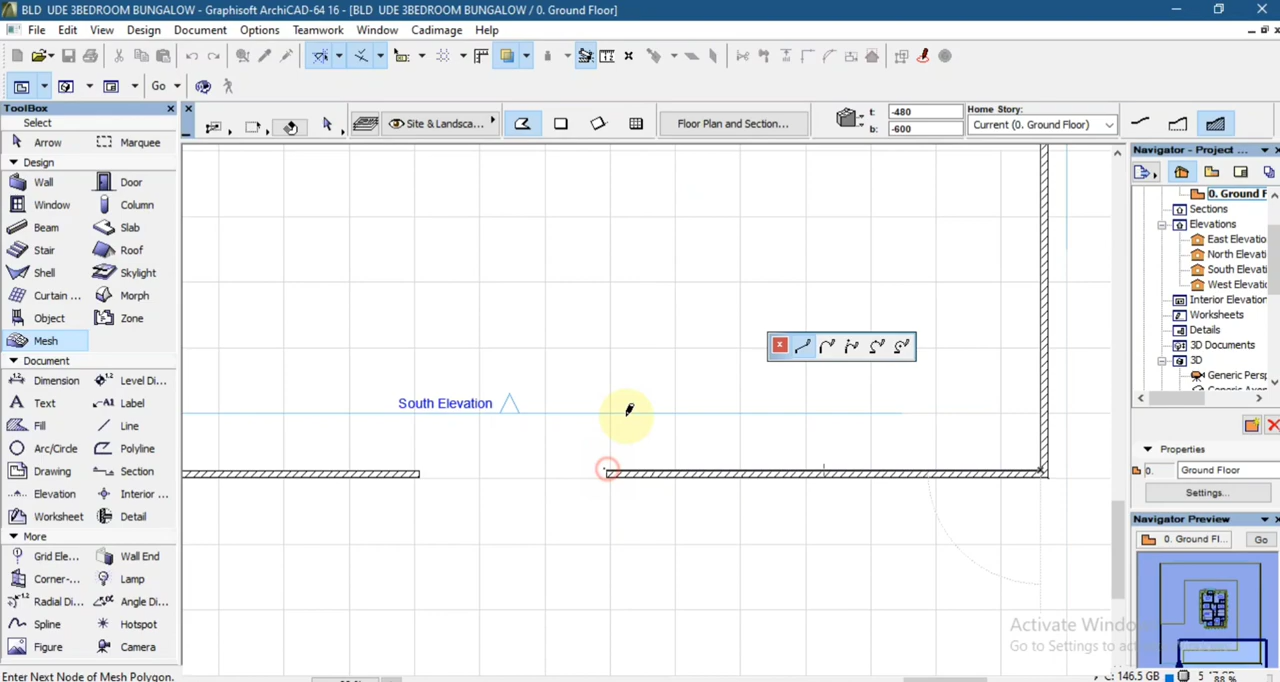 BLD UDE 3BEDROOM BUNGALOW - Graphisoft ArchiCAD-64 16 - [BLD UDE 3BEDROOM BUNGALOW / 0. Ground Floor]
File Edit View Design Document Options Teamwork Window Cadimage Help
Go
ToolBox
Select
Arrow Marquee
Design
Wall Door
Window Column
Beam Slab
Stair Roof
Shell Skylight
Curtain ... Morph
Object Zone
Mesh
Document
Dimension Level Di...
Text Label
Fill Line
Arc/Circle Polyline
Drawing Section
Elevation Interior ...
Worksheet Detail
More
Grid Ele... Wall End
Corner-... Lamp
Radial Di... Angle Di...
Spline Hotspot
Figure Camera
Enter Next Node of Mesh Polygon.
Site & Landsca...
Floor Plan and Section...
t: -480
b: -600
Home Story:
Current (0. Ground Floor)
South Elevation
Navigator - Project ...
0. Ground F
Sections
Elevations
East Elevatio
North Elevatio
South Elevati
West Elevatio
Interior Elevation
Worksheets
Details
3D Documents
3D
Generic Persp
Properties
0. Ground Floor
Settings...
Navigator Preview
0. Ground Fl... Go
Activate Windo
Go to Settings to
C: 146.5 GB